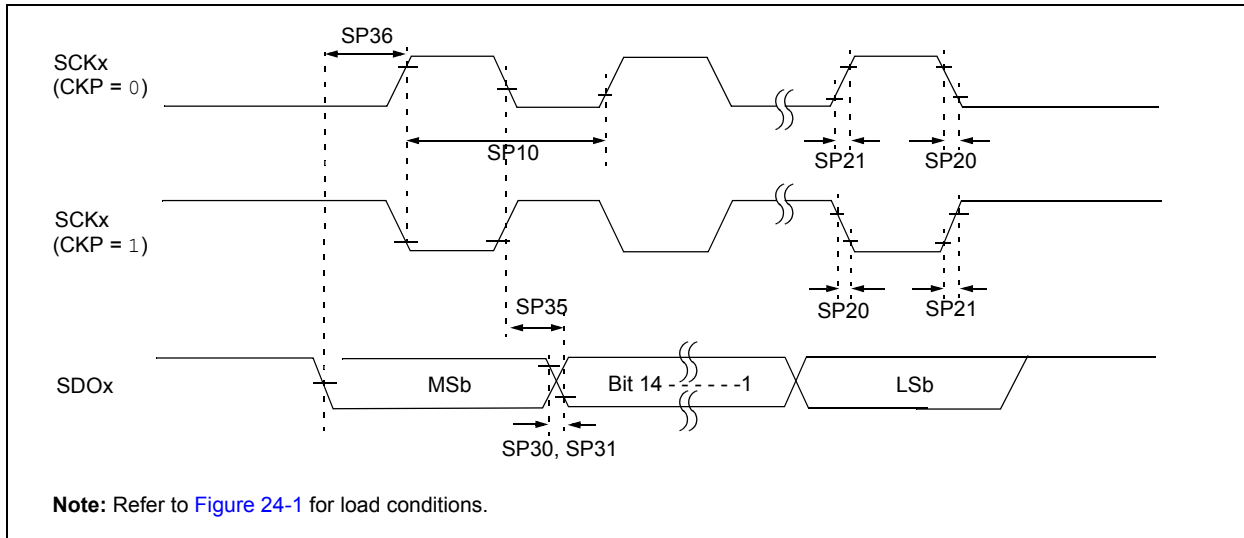 SP36
SCKx
(CKP = 0)
SP10
SP21
SP20
SCKx
(CKP = 1)
SP35
SP20
SP21
SDOx
MSb
Bit 14 - - - - - -1
LSb
SP30, SP31
Note: Refer to Figure 24-1 for load conditions.